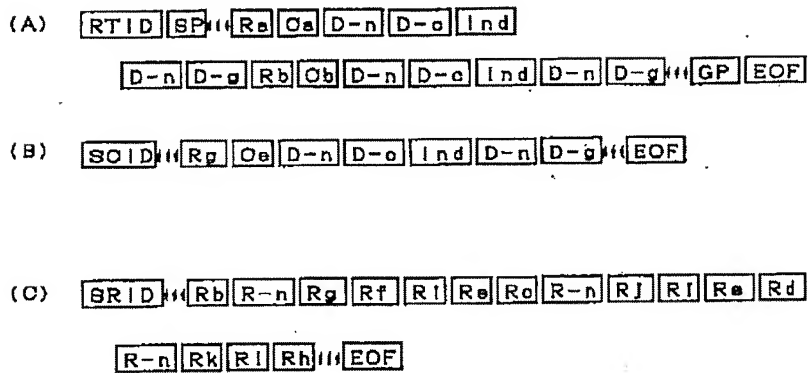 (A) RTID SP Ra Oa D-n D-o Ind
D-n D-g Rb Ob D-n D-o Ind D-n D-g GP EOF
(B) SOID Rg Oe D-n D-o Ind D-n D-g EOF
(C) SRID Rb R-n Rg Rf Ri Re Ro R-n Rj Ri Ra Rd
R-n Rk Ri Rh EOF